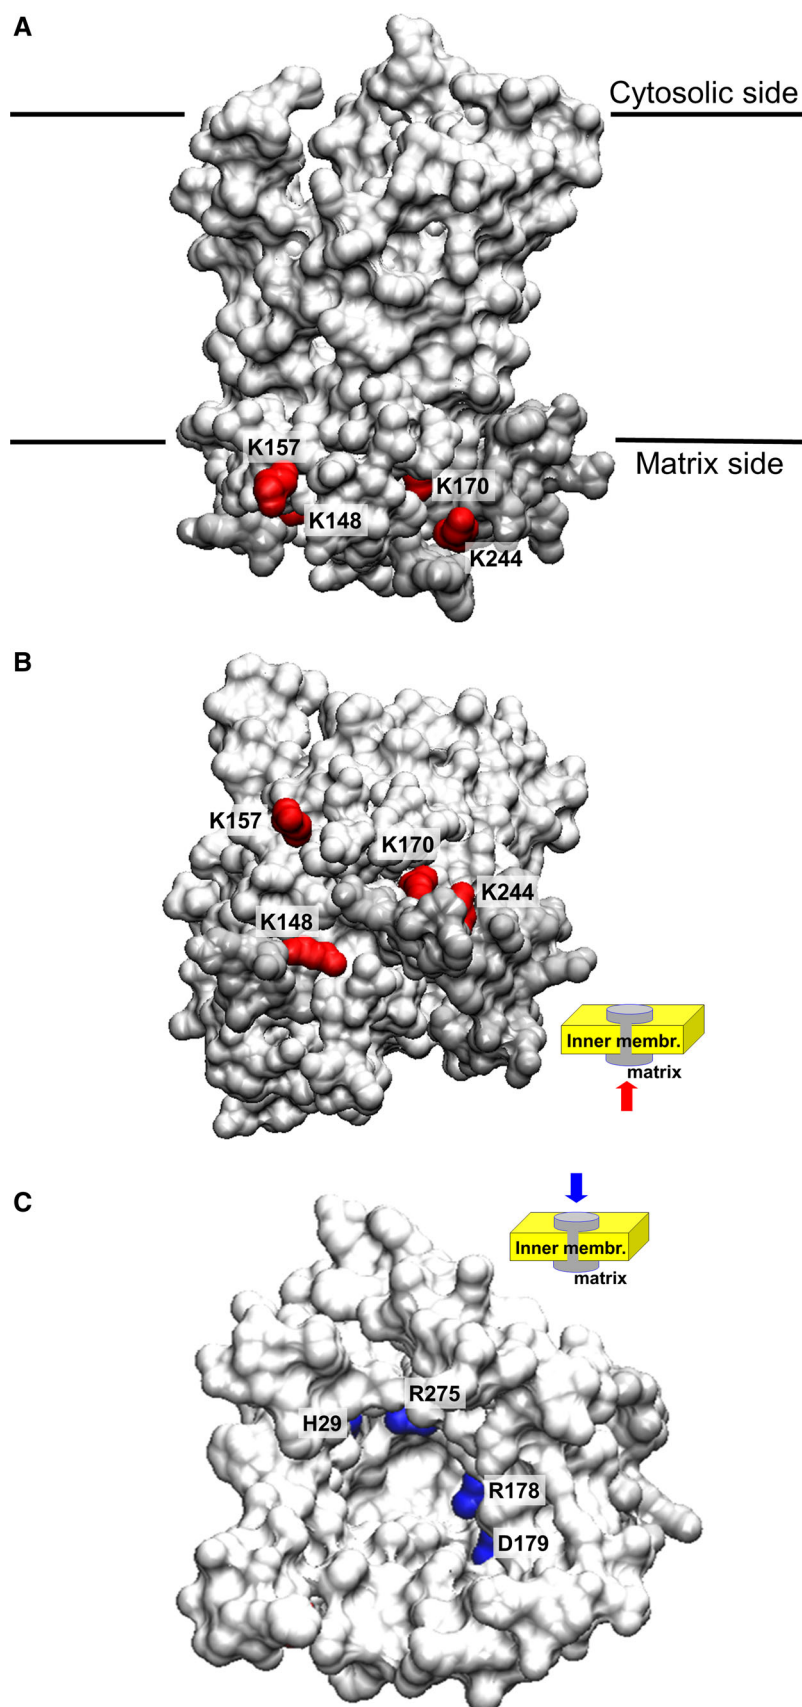 A
Cytosolic side
K157
Matrix side
K170
K148
K244
B
K157
K170
K244
K148
Inner membr.
matrix
C
Inner membr.
matrix
R275
H29
R178
D179